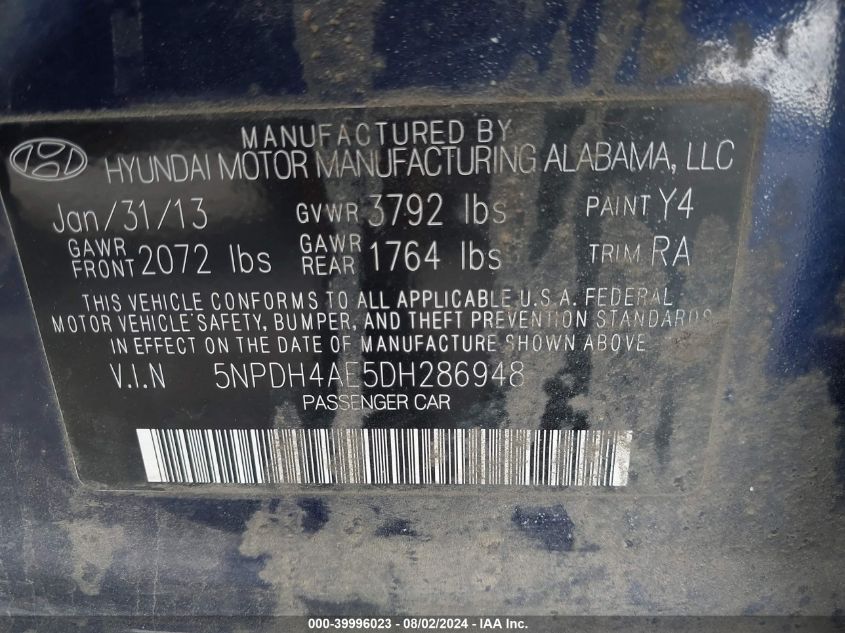 MANUFACTURED BY
HYUNDAI MOTOR MANUFACTURING ALABAMA, LLC
Jan/31/13 GVWR 3792 lbs PAINT Y4
GAWR FRONT 2072 lbs GAWR REAR 1764 lbs TRIM RA
THIS VEHICLE CONFORMS TO ALL APPLICABLE U.S.A. FEDERAL
MOTOR VEHICLE SAFETY, BUMPER, AND THEFT PREVENTION STANDARDS
IN EFFECT ON THE DATE OF MANUFACTURE SHOWN ABOVE
V.I.N 5NPDH4AE5DH286948
PASSENGER CAR
000-39996023 - 08/02/2024 - IAA Inc.